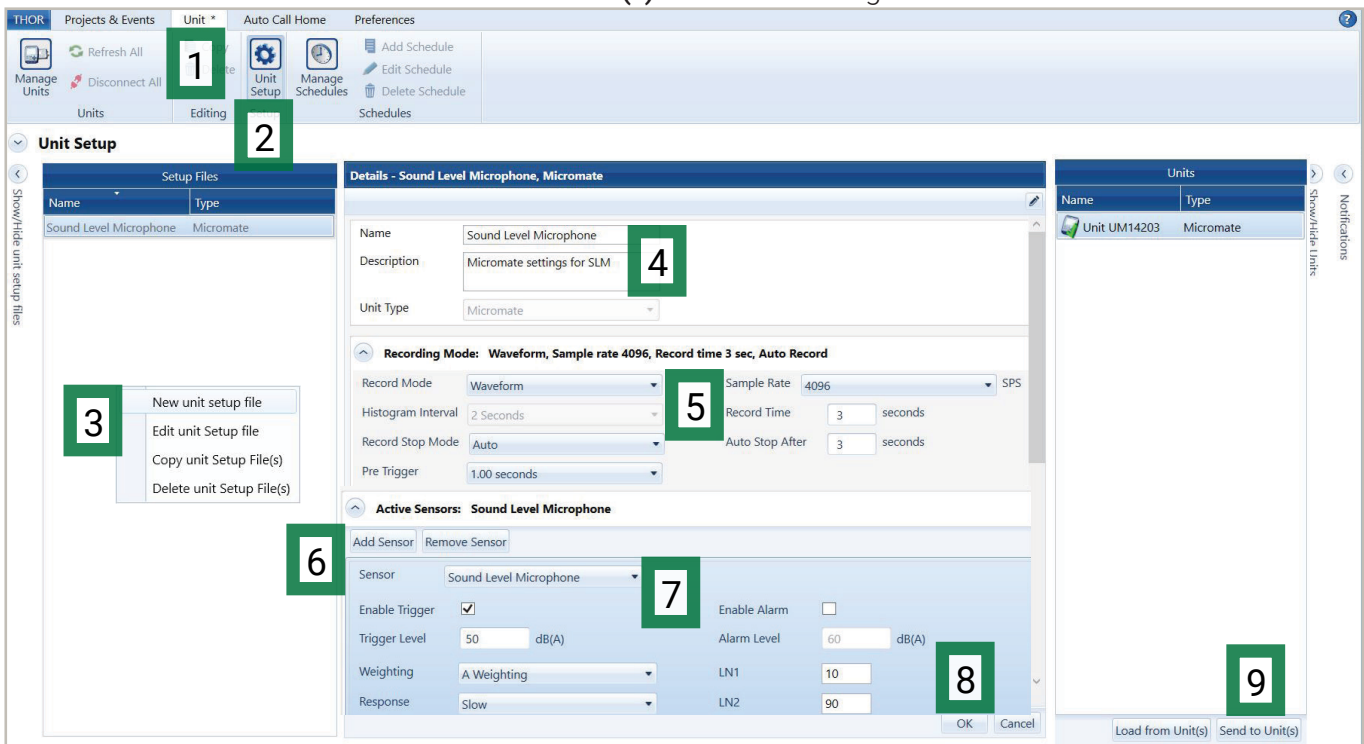 THOR Projects & Events Unit * Auto Call Home Preferences
Refresh All
Disconnect All
Manage Units
Units
1
Editing
Unit Setup
2
Manage Schedules
Add Schedule
Edit Schedule
Delete Schedule
Schedules
Unit Setup
Show/Hide unit setup files
Setup Files
Name Type
Sound Level Microphone Micromate
3
New unit setup file
Edit unit Setup file
Copy unit Setup File(s)
Delete unit Setup File(s)
Details - Sound Level Microphone, Micromate
Name Sound Level Microphone
Description Micromate settings for SLM
4
Unit Type Micromate
Recording Mode: Waveform, Sample rate 4096, Record time 3 sec, Auto Record
Record Mode Waveform Sample Rate 4096 SPS
5
Histogram Interval 2 Seconds Record Time 3 seconds
Record Stop Mode Auto Auto Stop After 3 seconds
Pre Trigger 1.00 seconds
Active Sensors: Sound Level Microphone
6
Add Sensor Remove Sensor
Sensor Sound Level Microphone
7
Enable Trigger Enable Alarm
Trigger Level 50 dB(A) Alarm Level 60 dB(A)
Weighting A Weighting LN1 10
Response Slow LN2 90
8
OK Cancel
Units
Name Type
Unit UM14203 Micromate
9
Load from Unit(s) Send to Unit(s)
Show/Hide Units
Notifications